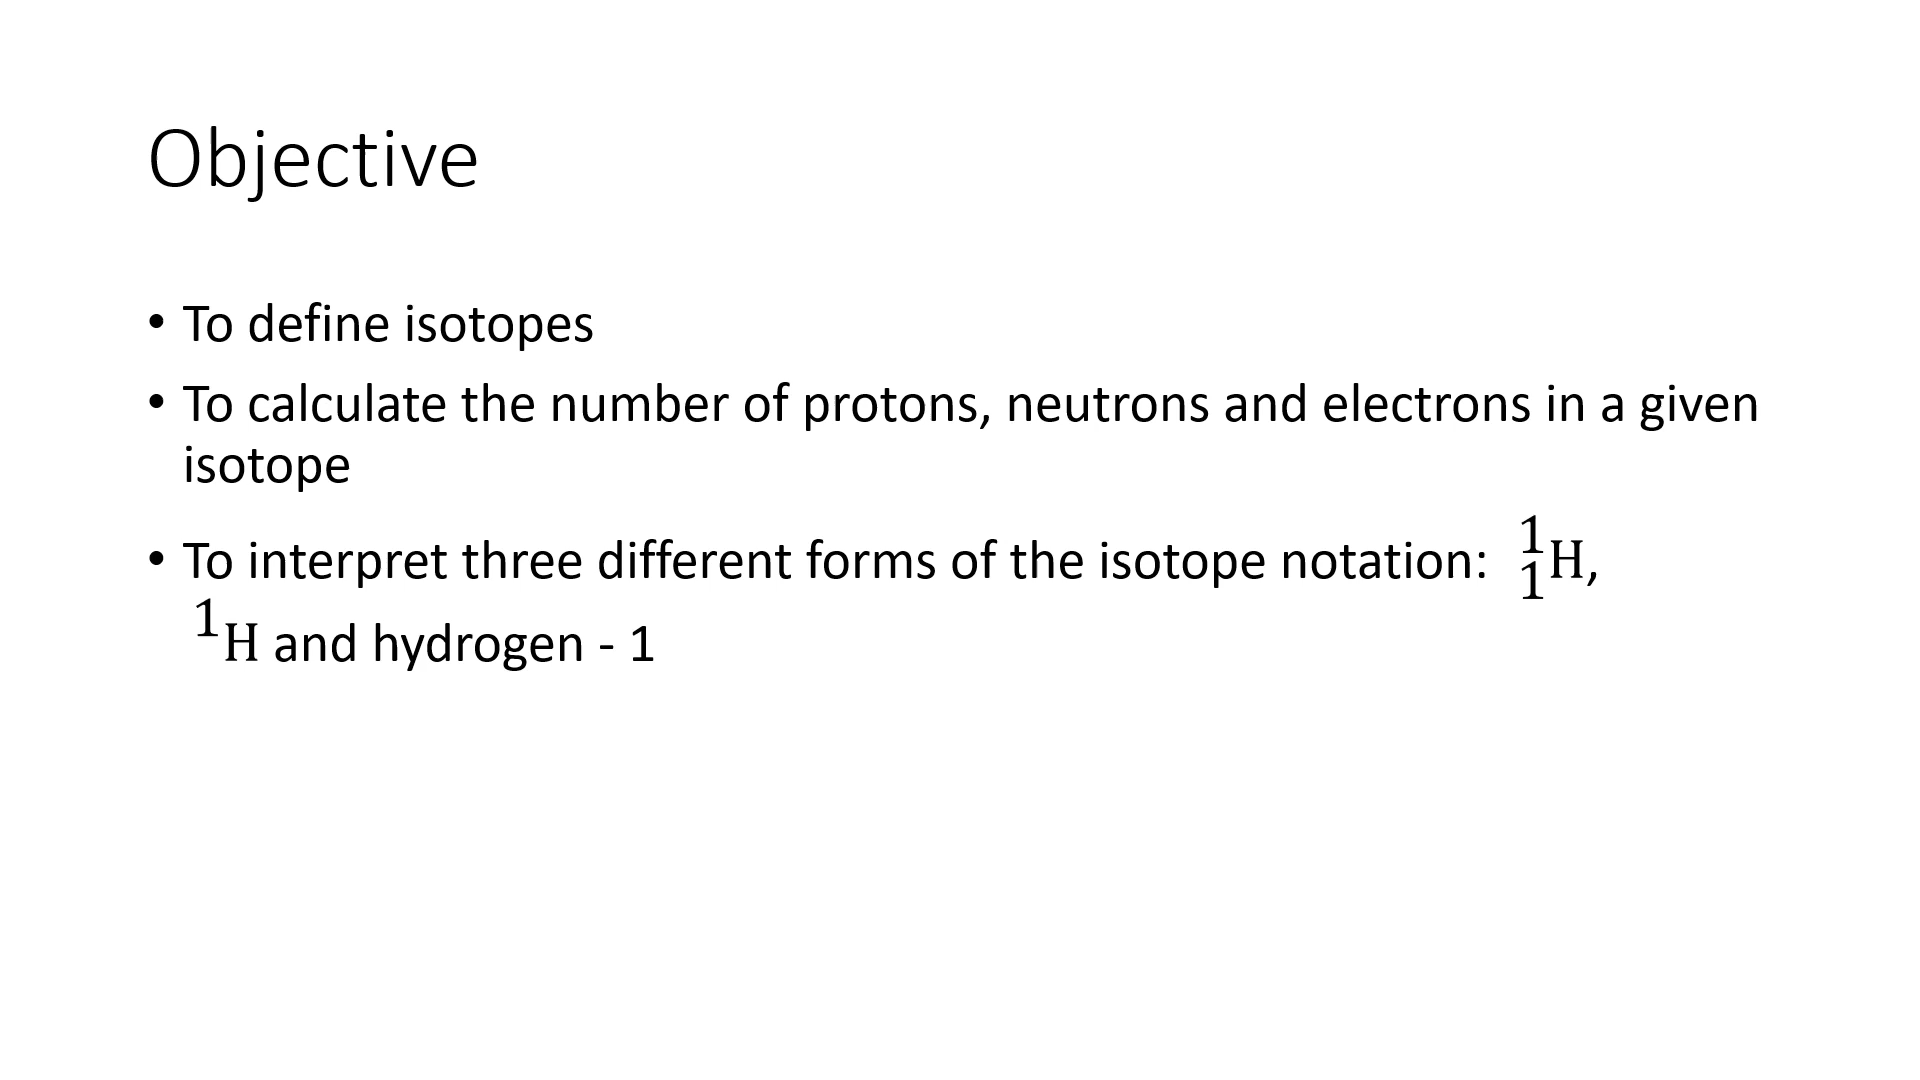 Objective
• To define isotopes
• To calculate the number of protons, neutrons and electrons in a given
isotope
• To interpret three different forms of the isotope notation: ¹₁H,
¹H and hydrogen - 1